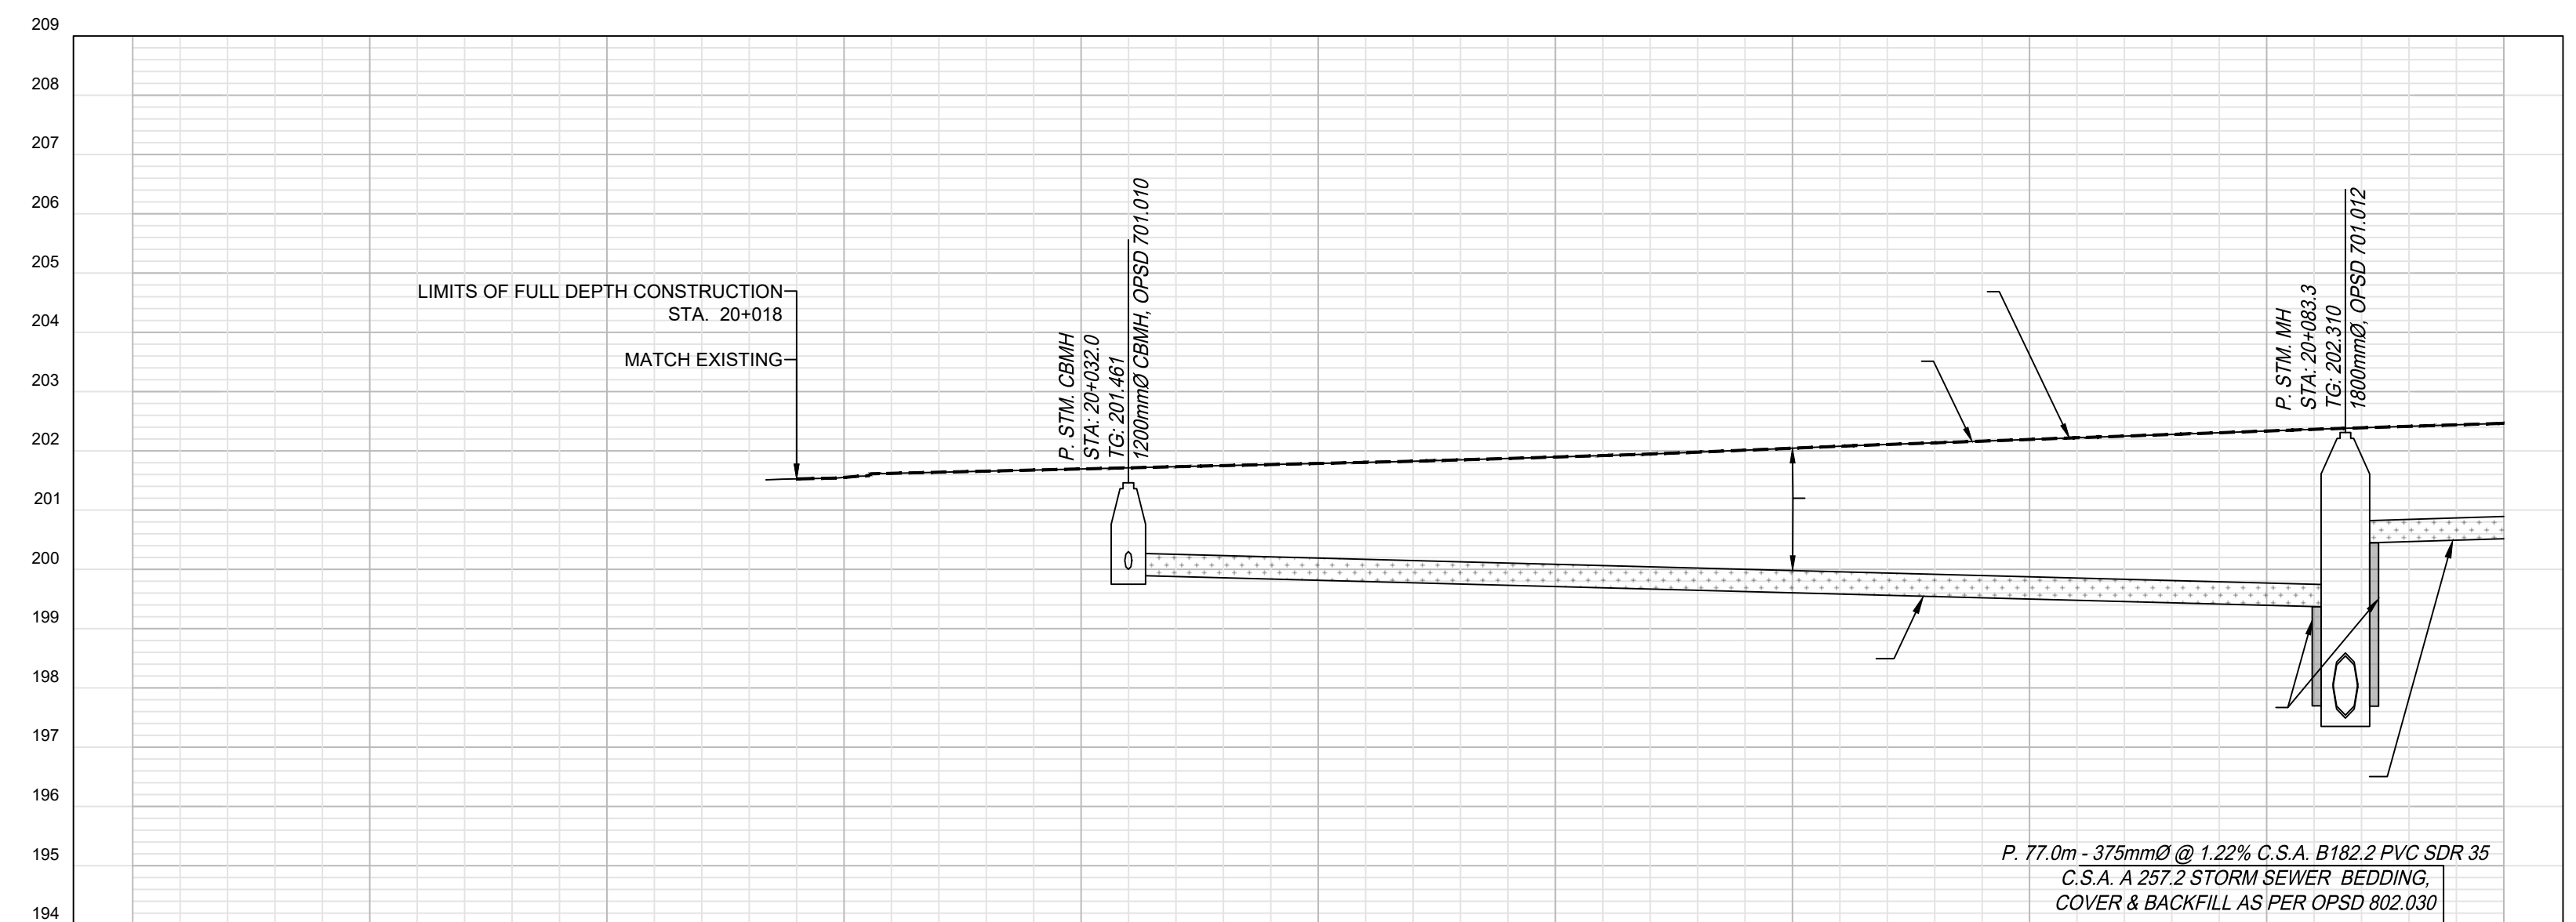 209
208
207
206
205
204
203
202
201
200
199
198
197
196
195
194
LIMITS OF FULL DEPTH CONSTRUCTION
STA. 20+018
MATCH EXISTING
P. STM. CBMH
STA: 20+032.0
TG: 201.461
1200mmØ CBMH, OPSD 701.010
P. STM. MH
STA: 20+083.3
TG: 202.310
1800mmØ, OPSD 701.012
P. 77.0m - 375mmØ @ 1.22% C.S.A. B182.2 PVC SDR 35
C.S.A. A 257.2 STORM SEWER BEDDING,
COVER & BACKFILL AS PER OPSD 802.030